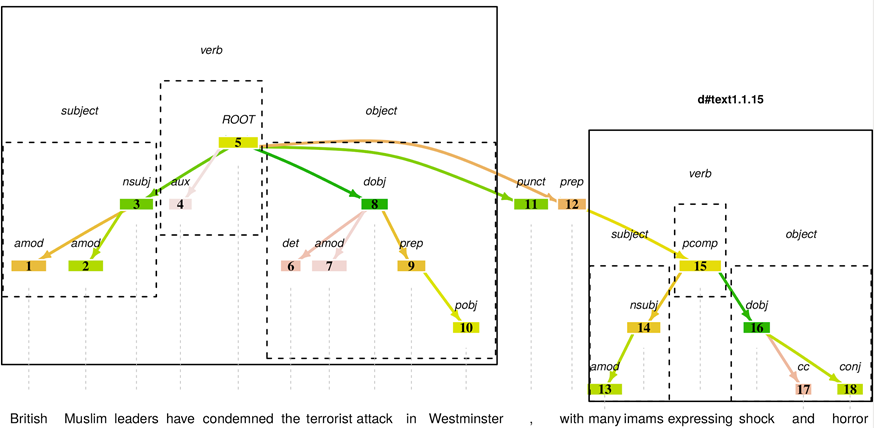 verb
d#text1.1.15
subject ROOT object
5
verb
nsubj aux dobj punct prep
3 4 8 11 12
subject pcomp object
amod amod det amod prep
1 2 6 7 9 15
nsubj dobj
pobj
10 14 16
amod cc conj
13 17 18
British Muslim leaders have condemned the terrorist attack in Westminster , with many imams expressing shock and horror